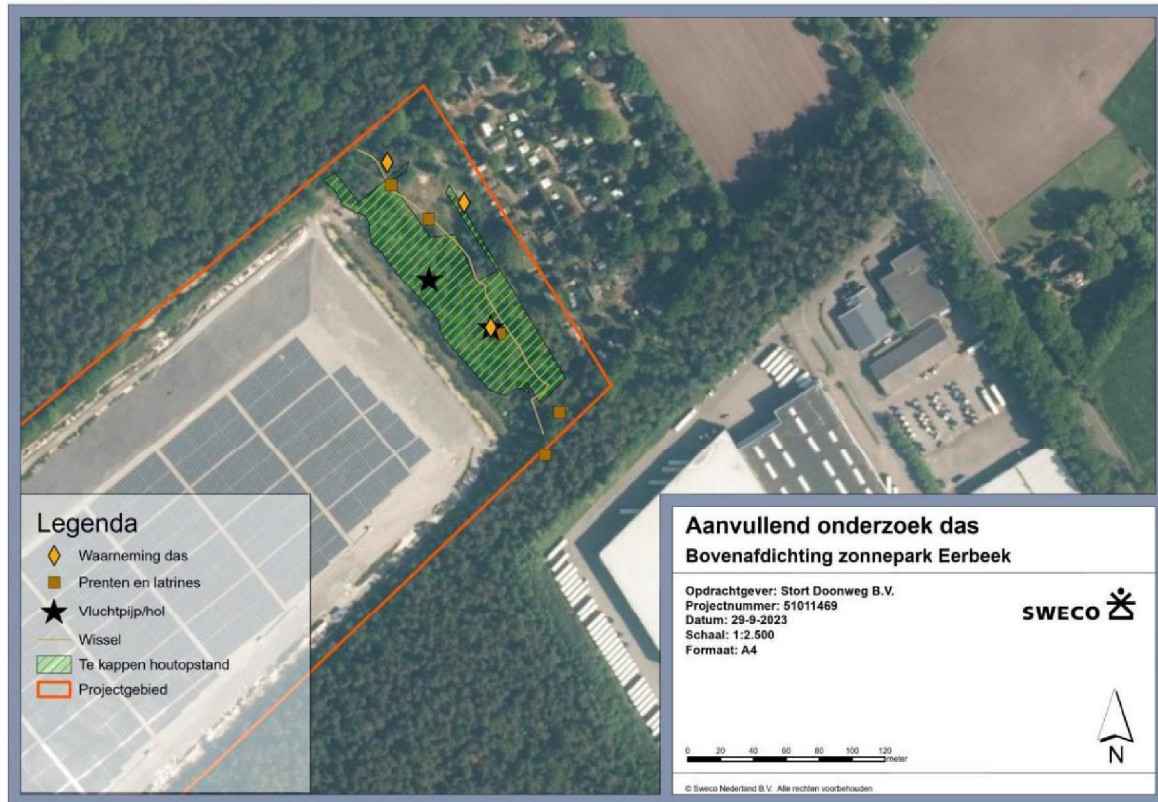 Legenda
Waarneming das
Prenten en latrines
Vluchtpijp/hol
Wissel
Te kappen houtopstand
Projectgebied
Aanvullend onderzoek das
Bovenafdichting zonnepark Eerbeek
Opdrachtgever: Stort Doonweg B.V.
Projectnummer: 51011469
Datum: 29-9-2023
Schaal: 1:2.500
Formaat: A4
SWECO
0 20 40 60 80 100 120
meter
N
© Sweco Nederland B.V. Alle rechten voorbehouden